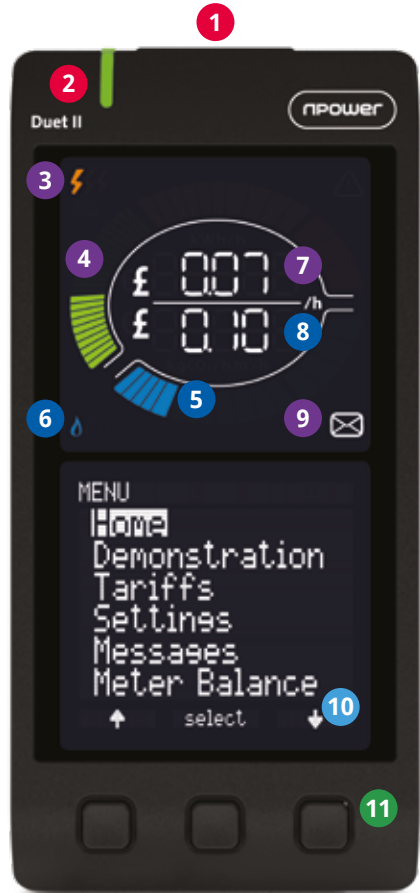 1
2
Duet II
npower
3
4
£ 0.07
7
/h
£ 0.10
8
5
6
9
MENU
Home
Demonstration
Tariffs
Settings
Messages
Meter Balance
10
select
11